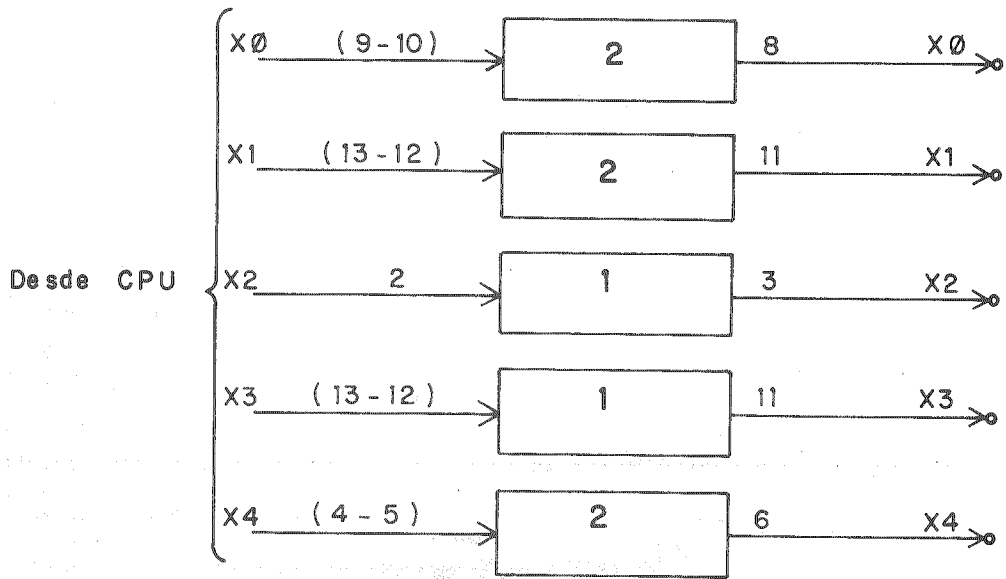 XØ (9-10) 2 8 XØ
X1 (13-12) 2 11 X1
Desde CPU X2 2 1 3 X2
X3 (13-12) 1 11 X3
X4 (4-5) 2 6 X4